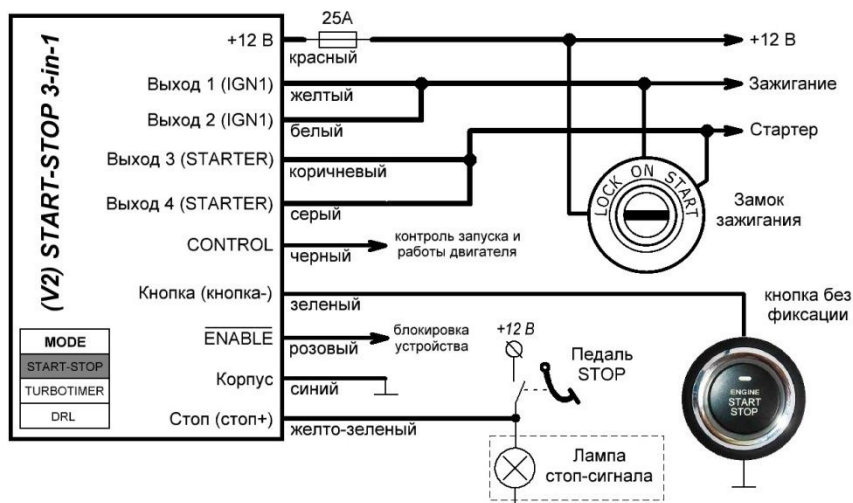 (V2) START-STOP 3-in-1
MODE
START-STOP
TURBOTIMER
DRL
+12 В
25А
красный
+12 В
Выход 1 (IGN1)
желтый
Зажигание
Выход 2 (IGN1)
белый
Стартер
Выход 3 (STARTER)
коричневый
Выход 4 (STARTER)
серый
LOCK ON START
Замок
зажигания
CONTROL
черный
контроль запуска и
работы двигателя
Кнопка (кнопка-)
зеленый
кнопка без
фиксации
ENABLE
розовый
блокировка
устройства
+12 В
Педаль
STOP
ENGINE
START
STOP
Корпус
синий
Стоп (стоп+)
желто-зеленый
Лампа
стоп-сигнала